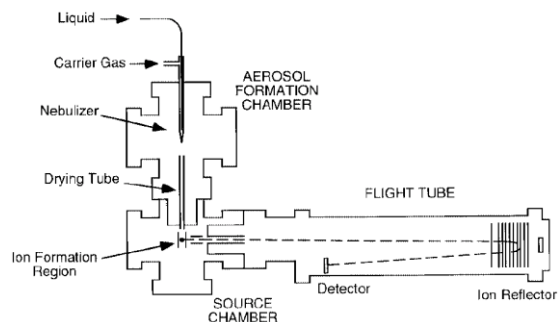 Liquid
Carrier Gas
AEROSOL
FORMATION
CHAMBER
Nebulizer
Drying Tube
FLIGHT TUBE
Ion Formation
Region
SOURCE
CHAMBER
Detector
Ion Reflector